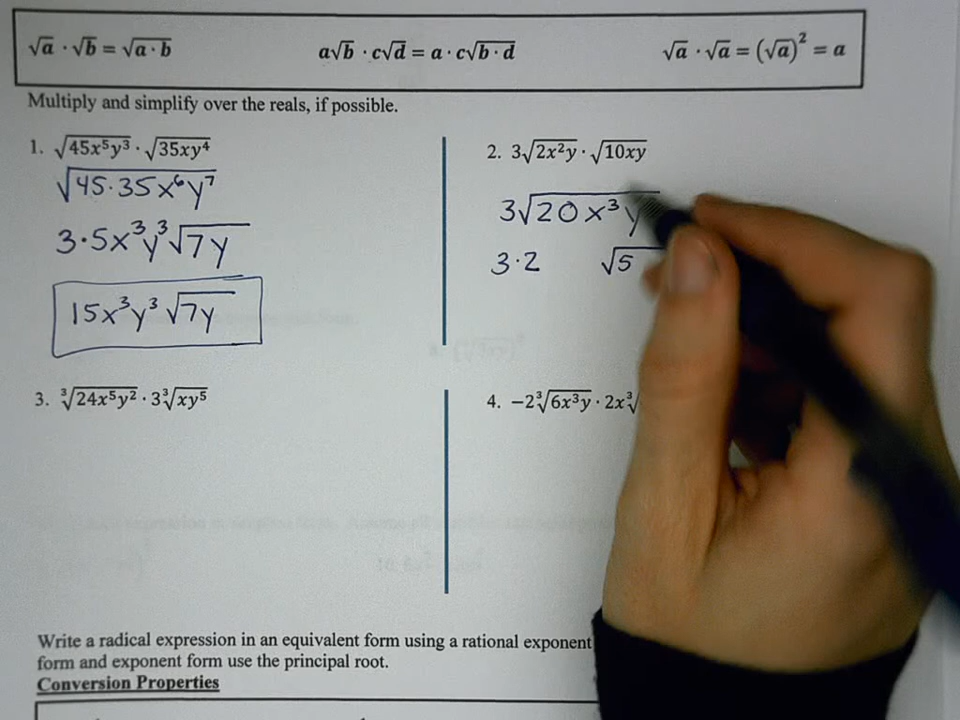 √a · √b = √(a · b)    a√b · c√d = a · c√(b · d)    √a · √a = (√a)² = a
Multiply and simplify over the reals, if possible.
1. √(45x⁵y³) · √(35xy⁴)
√(45·35x⁶y⁷)
3·5x³y³√(7y)
15x³y³√(7y)
2. 3√(2x²y) · √(10xy)
3√(20x³y
3·2    √5
3. ∛(24x⁵y²) · 3∛(xy⁵)
4. −2∛(6x³y) · 2x∛
Write a radical expression in an equivalent form using a rational exponent
form and exponent form use the principal root.
Conversion Properties